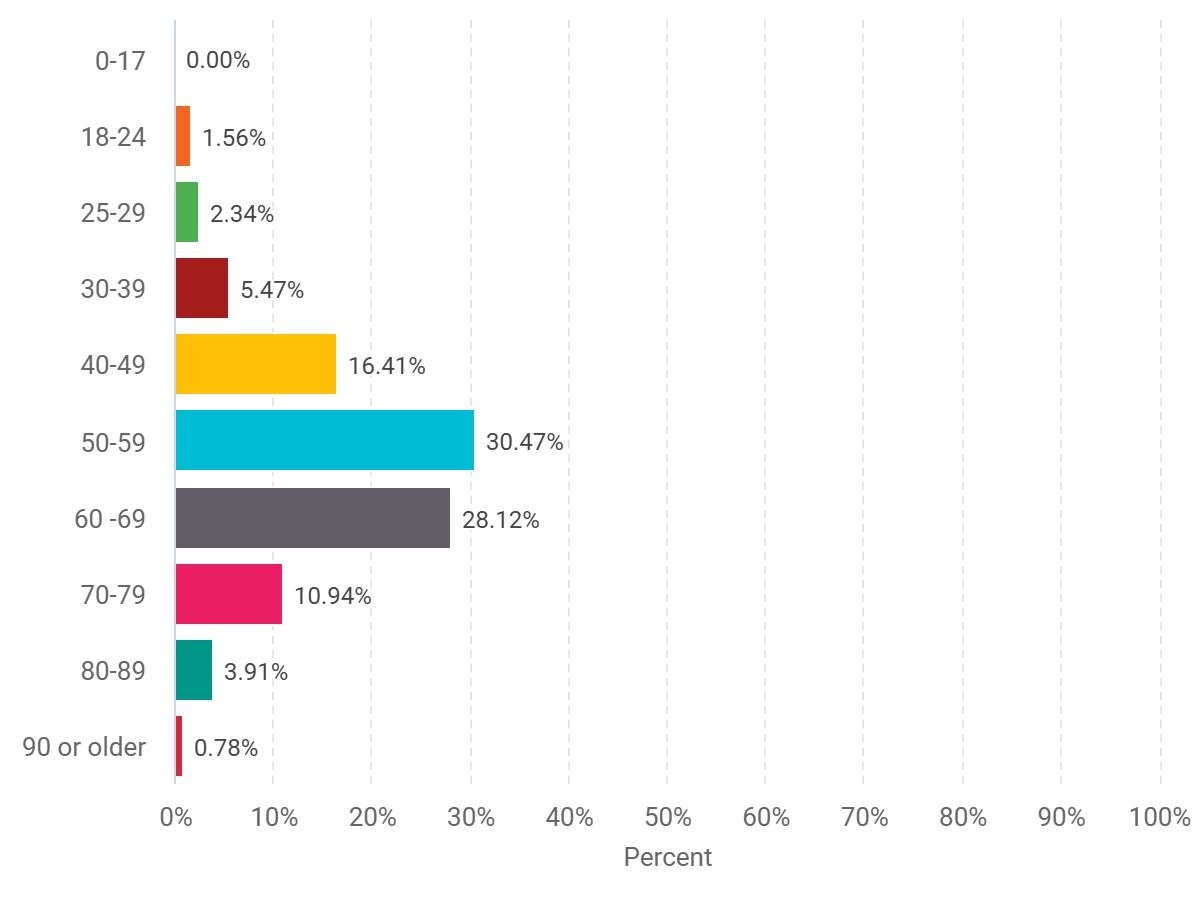 0-17 0.00%
18-24 1.56%
25-29 2.34%
30-39 5.47%
40-49 16.41%
50-59 30.47%
60 -69 28.12%
70-79 10.94%
80-89 3.91%
90 or older 0.78%
0% 10% 20% 30% 40% 50% 60% 70% 80% 90% 100%
Percent